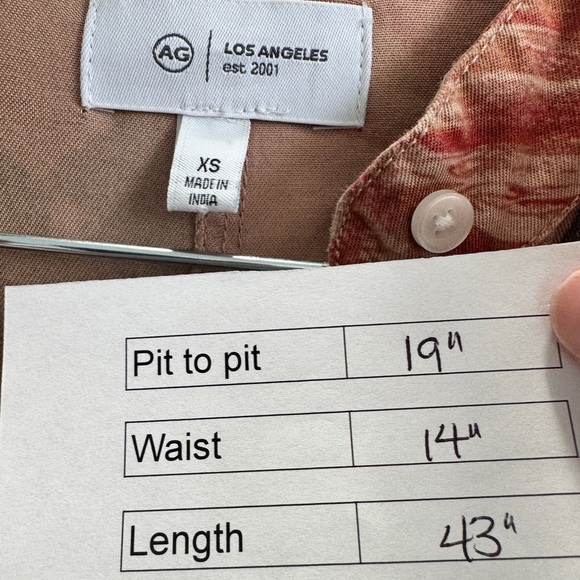 AG LOS ANGELES
est. 2001
XS
MADE IN
INDIA
Pit to pit 19"
Waist 14"
Length 43"